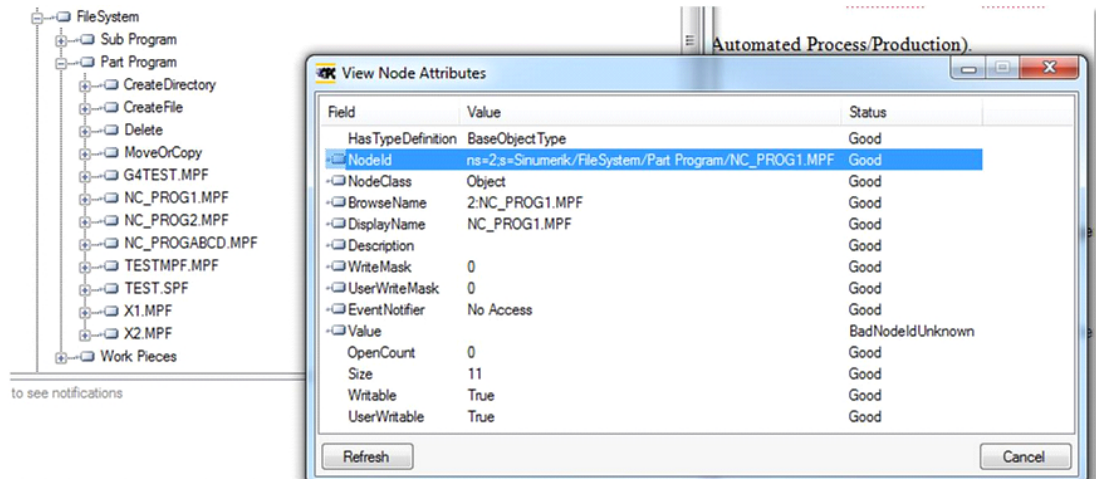 FileSystem
Sub Program
Part Program
CreateDirectory
CreateFile
Delete
MoveOrCopy
G4TEST.MPF
NC_PROG1.MPF
NC_PROG2.MPF
NC_PROGABCD.MPF
TESTMPF.MPF
TEST.SPF
X1.MPF
X2.MPF
Work Pieces
to see notifications
Automated Process/Production).
View Node Attributes
Field Value Status
HasTypeDefinition BaseObjectType Good
NodeId ns=2;s=Sinumerik/FileSystem/Part Program/NC_PROG1.MPF Good
NodeClass Object Good
BrowseName 2:NC_PROG1.MPF Good
DisplayName NC_PROG1.MPF Good
Description Good
WriteMask 0 Good
UserWriteMask 0 Good
EventNotifier No Access Good
Value BadNodeIdUnknown
OpenCount 0 Good
Size 11 Good
Writable True Good
UserWritable True Good
Refresh Cancel